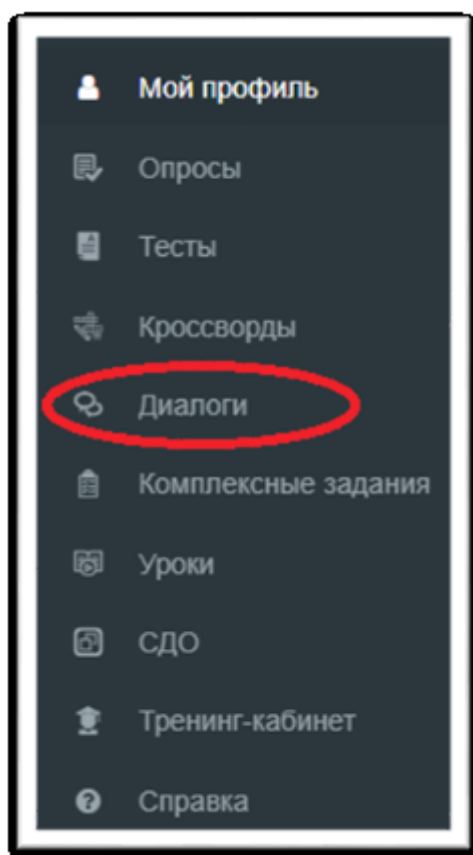 Мой профиль
Опросы
Тесты
Кроссворды
Диалоги
Комплексные задания
Уроки
СДО
Тренинг-кабинет
Справка